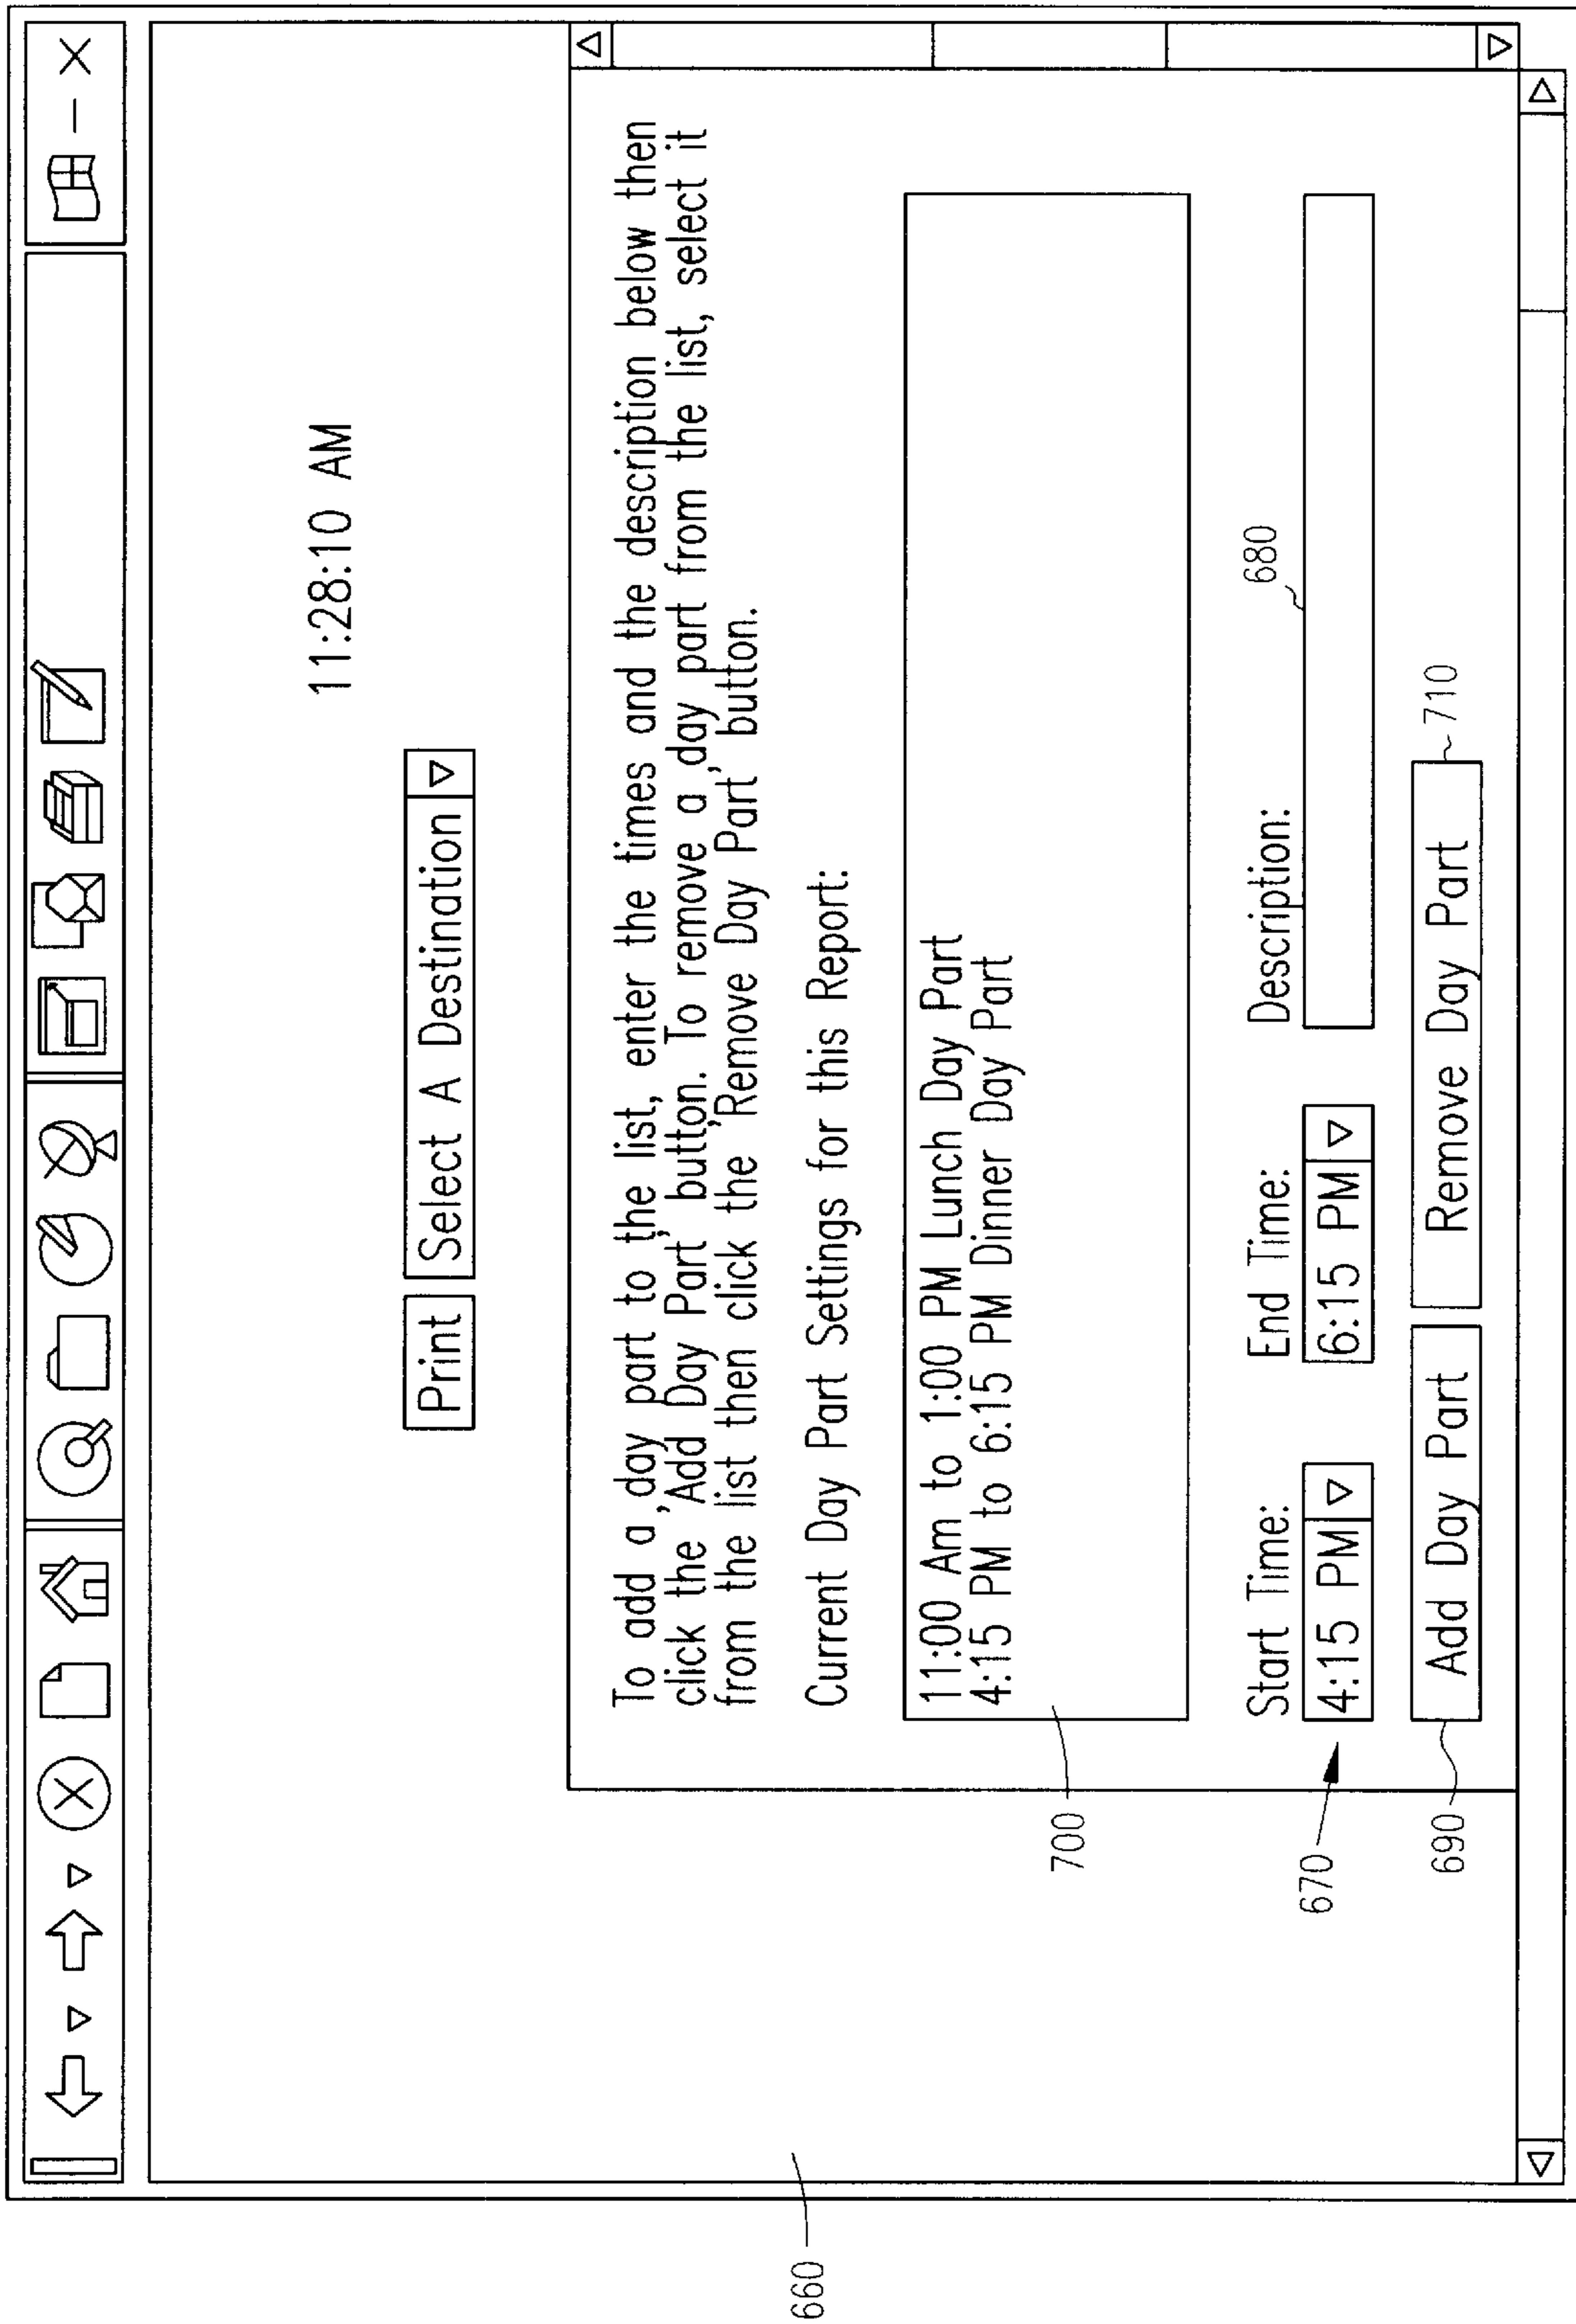 11:28:10 AM
Print Select A Destination
To add a 'day part' to the list, enter the times and the description below then
click the 'Add Day Part' button. To remove a 'day part' from the list, select it
from the list then click the 'Remove Day Part' button.
Current Day Part Settings for this Report:
11:00 Am to 1:00 PM Lunch Day Part
4:15 PM to 6:15 PM Dinner Day Part
700
Start Time: End Time: Description: 680
670 4:15 PM 6:15 PM
690 Add Day Part Remove Day Part 710
660